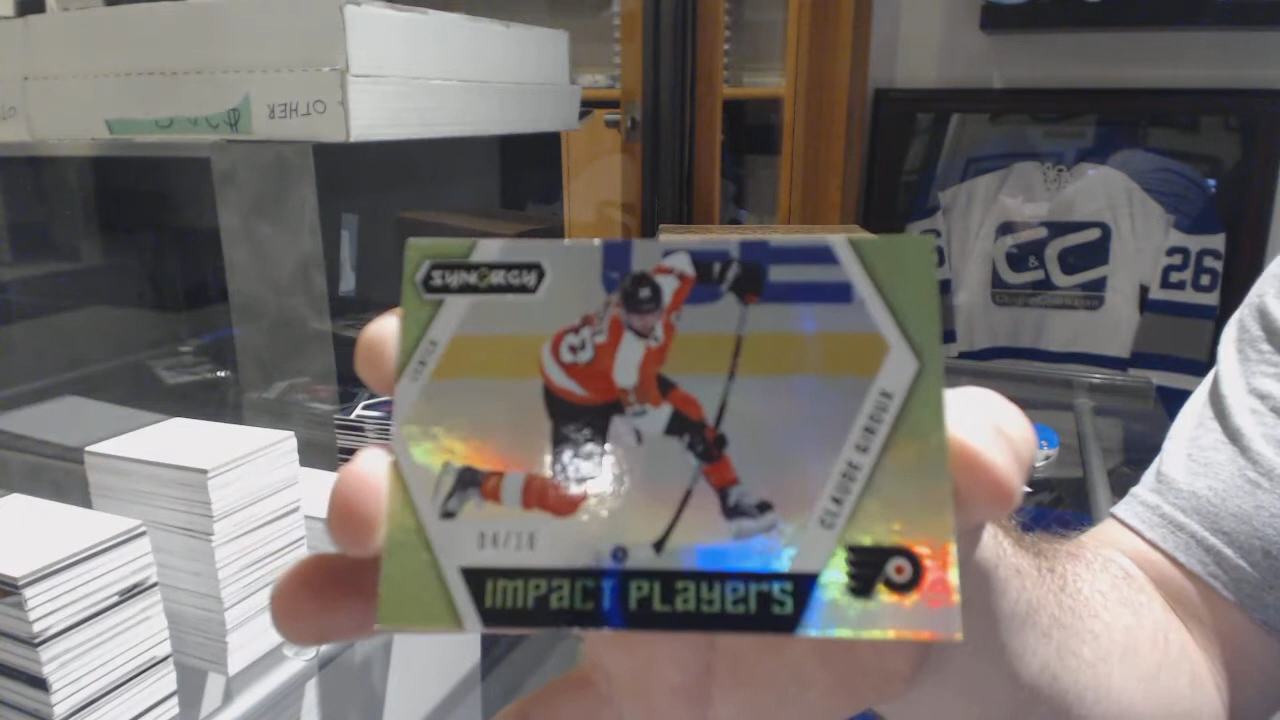 OTHER
SYNERGY
CLAUDE GIROUX
04/10
IMPACT PLAYERS
C&C
26